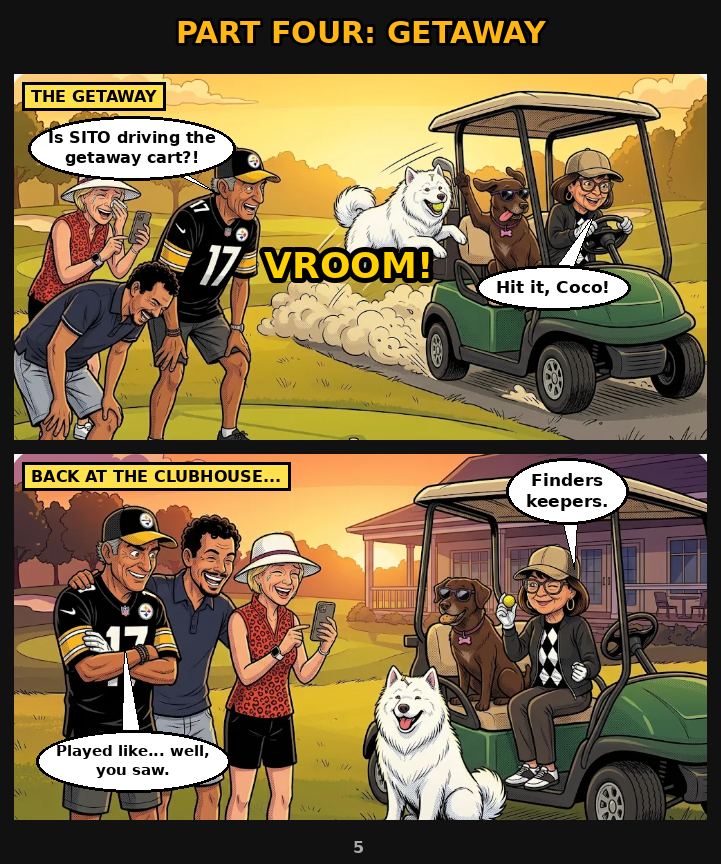 PART FOUR: GETAWAY
THE GETAWAY
Is SITO driving the
getaway cart?!
17
17
VROOM!
Hit it, Coco!
BACK AT THE CLUBHOUSE...
Finders
keepers.
17
Played like... well,
you saw.
5